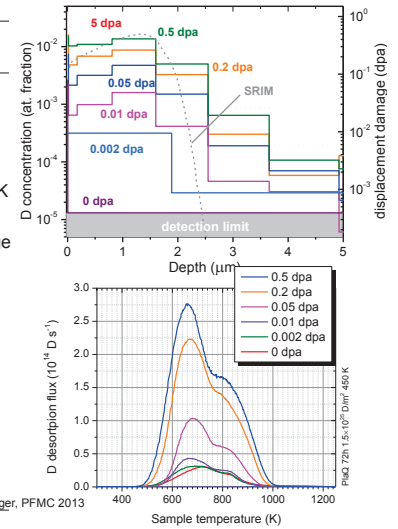 10⁻²
10⁻³
10⁻⁴
10⁻⁵
D concentration (at. fraction)
5 dpa
0.5 dpa
0.2 dpa
0.05 dpa
SRIM
0.01 dpa
0.002 dpa
0 dpa
detection limit
10⁰
10⁻¹
10⁻²
10⁻³
displacement damage (dpa)
0 1 2 3 4 5
Depth (μm)
K
ge
0.5 dpa
0.2 dpa
0.05 dpa
0.01 dpa
0.002 dpa
0 dpa
3.0
2.5
2.0
1.5
1.0
0.5
0.0
D desortpion flux (10¹⁴ D s⁻¹)
PlaQ 72h 1.5×10²⁵ D/m² 450 K
400 600 800 1000 1200
Sample temperature (K)
ger, PFMC 2013